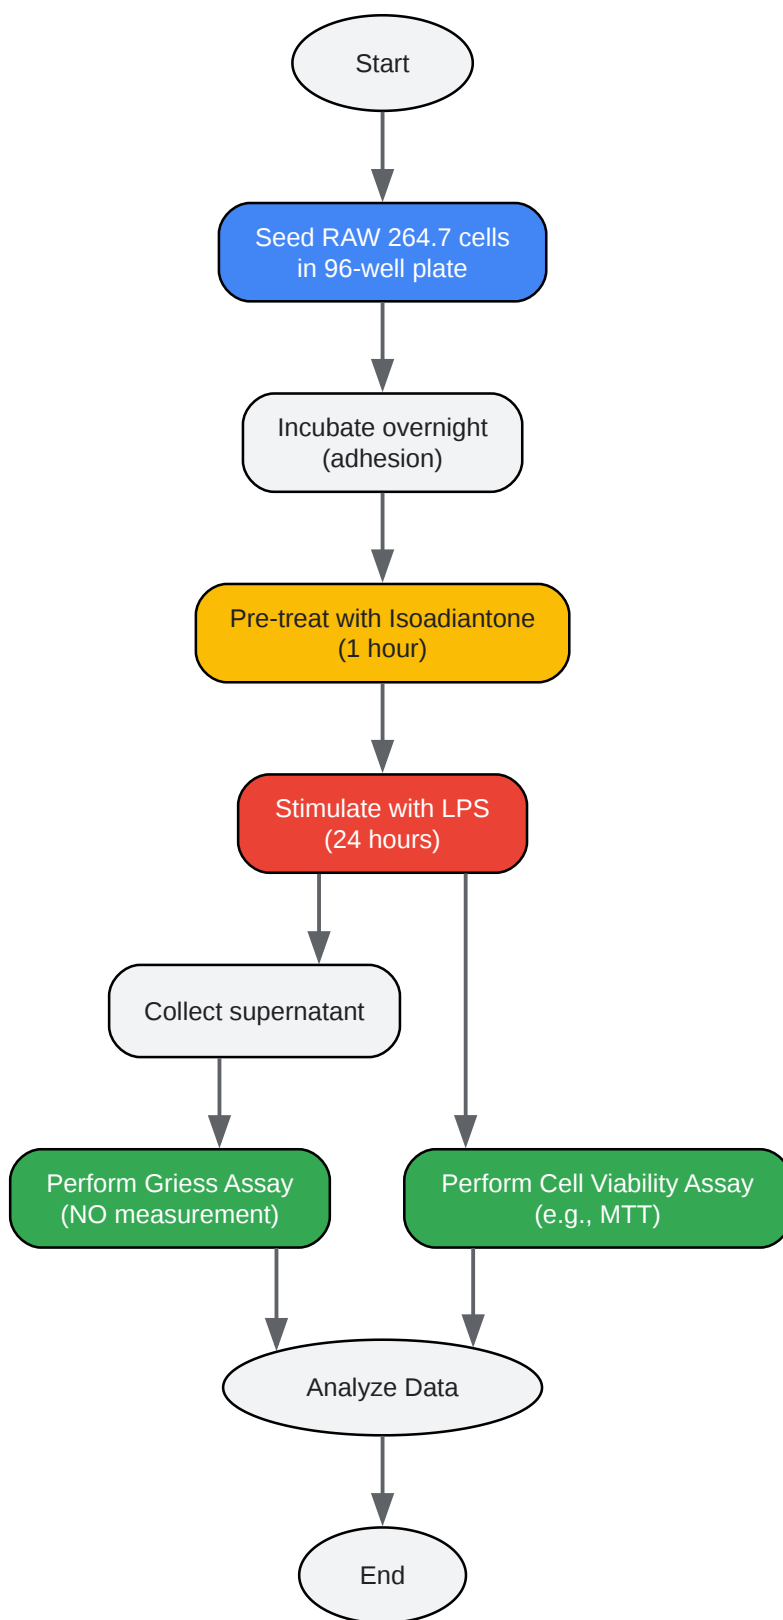 Start
Seed RAW 264.7 cells
in 96-well plate
Incubate overnight
(adhesion)
Pre-treat with Isoadiantone
(1 hour)
Stimulate with LPS
(24 hours)
Collect supernatant
Perform Griess Assay
(NO measurement)
Perform Cell Viability Assay
(e.g., MTT)
Analyze Data
End